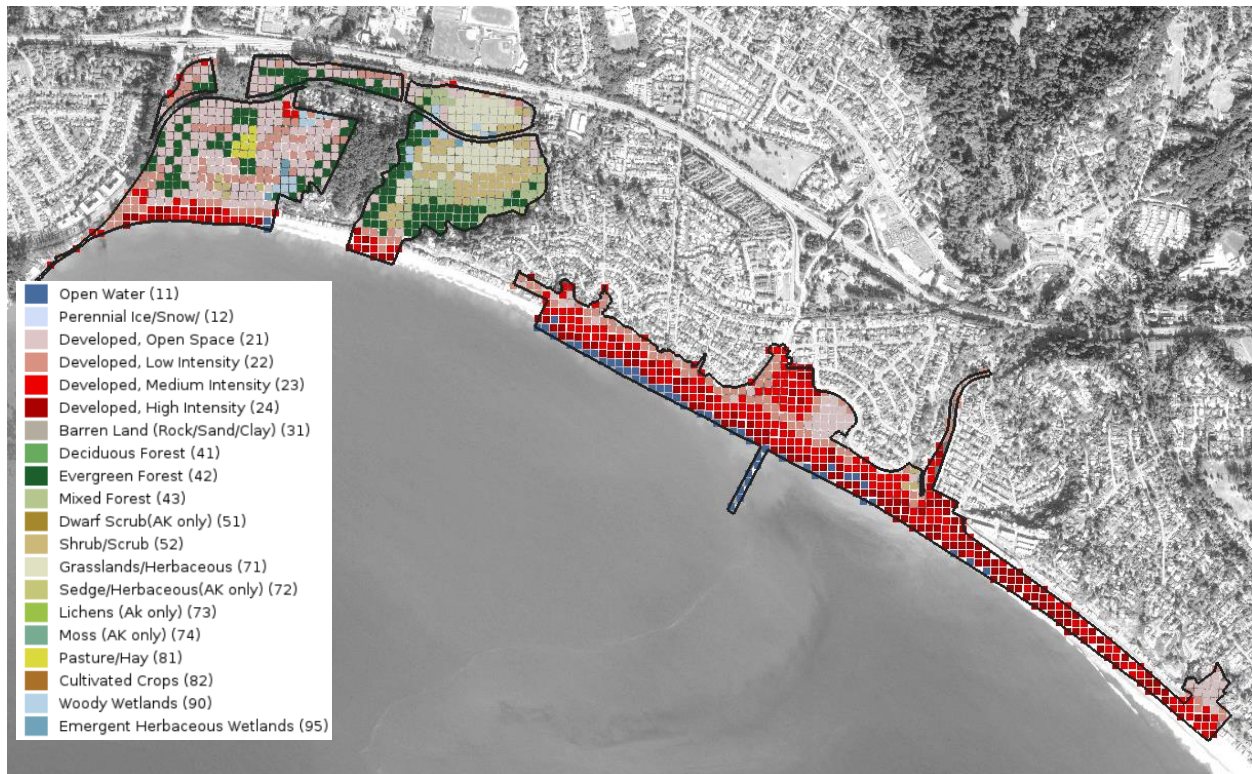 Open Water (11)
Perennial Ice/Snow/ (12)
Developed, Open Space (21)
Developed, Low Intensity (22)
Developed, Medium Intensity (23)
Developed, High Intensity (24)
Barren Land (Rock/Sand/Clay) (31)
Deciduous Forest (41)
Evergreen Forest (42)
Mixed Forest (43)
Dwarf Scrub(AK only) (51)
Shrub/Scrub (52)
Grasslands/Herbaceous (71)
Sedge/Herbaceous(AK only) (72)
Lichens (Ak only) (73)
Moss (AK only) (74)
Pasture/Hay (81)
Cultivated Crops (82)
Woody Wetlands (90)
Emergent Herbaceous Wetlands (95)